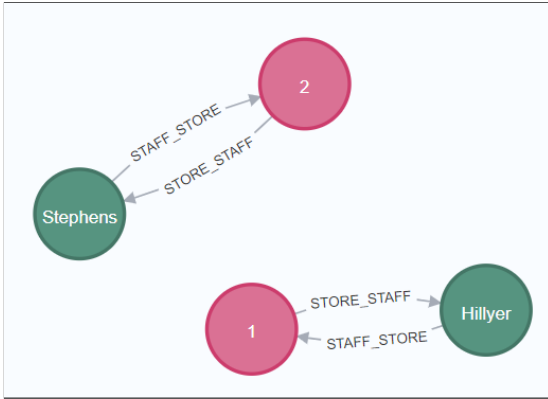 2
STAFF_STORE
STORE_STAFF
Stephens
STORE_STAFF
Hillyer
1
STAFF_STORE